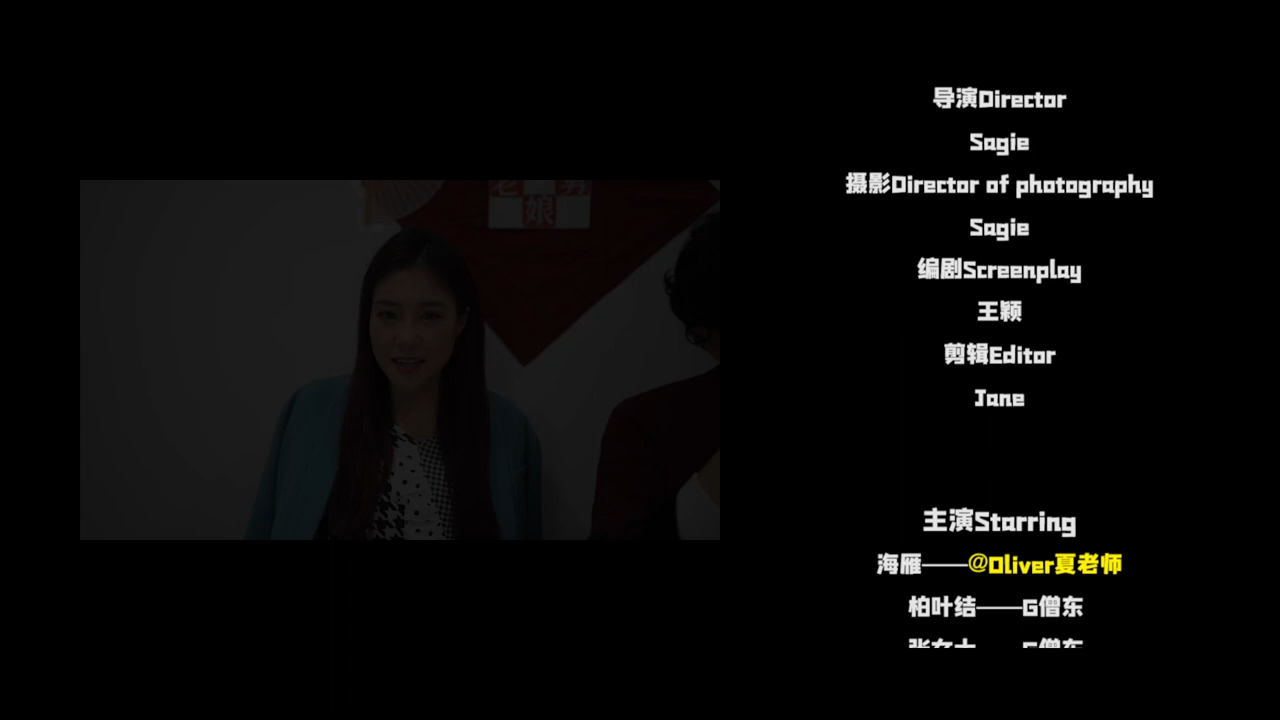 娘
导演Director
Sagie
摄影Director of photography
Sagie
编剧Screenplay
王颖
剪辑Editor
Jane
主演Starring
海雁——@Oliver夏老师
柏叶结——G僧东